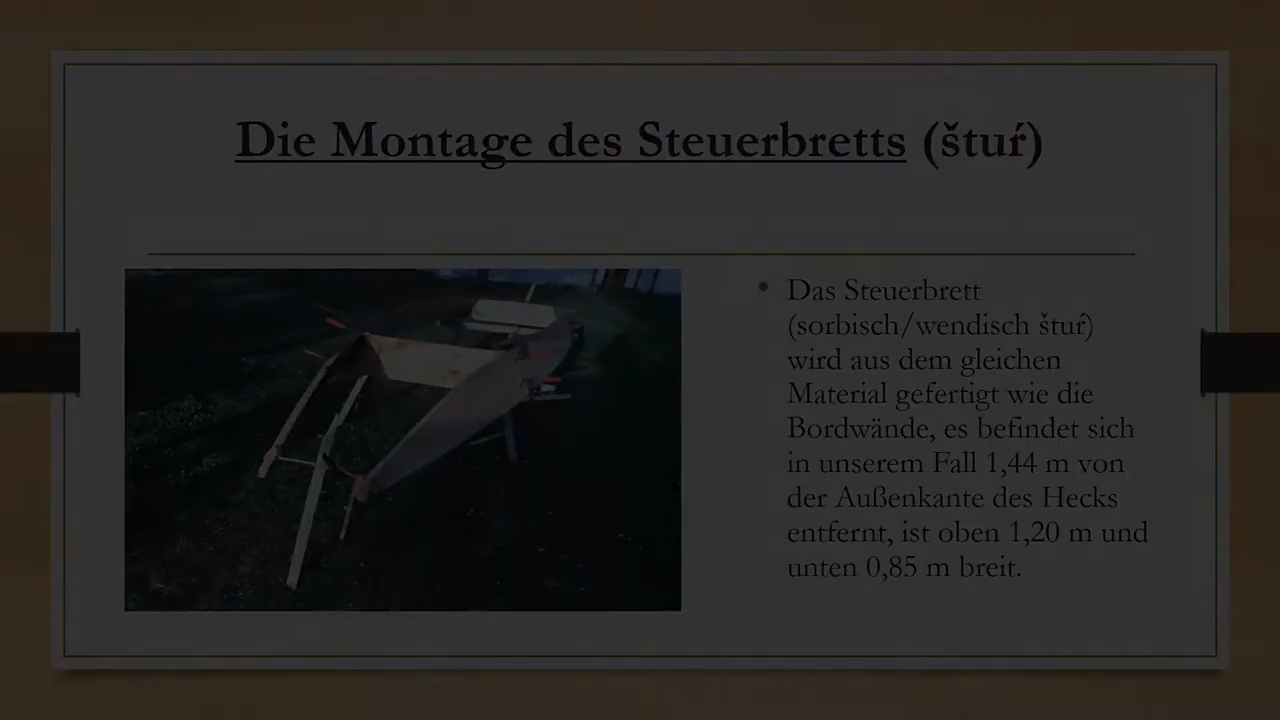 Die Montage des Steuerbretts (štuŕ)
Das Steuerbrett
(sorbisch/wendisch štuŕ)
wird aus dem gleichen
Material gefertigt wie die
Bordwände, es befindet sich
in unserem Fall 1,44 m von
der Außenkante des Hecks
entfernt, ist oben 1,20 m und
unten 0,85 m breit.